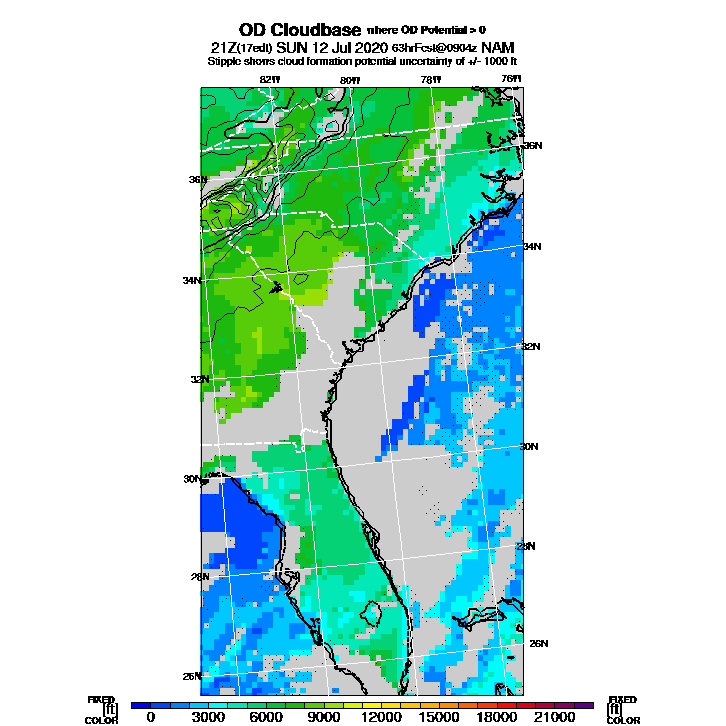 OD Cloudbase where OD Potential > 0
21Z(17edt) SUN 12 Jul 2020 63hrFcst@0904z NAM
Stipple shows cloud formation potential uncertainty of +/- 1000 ft
82W 80W 78W 76W
36N 36N
34N 34N
32N 32N
30N 30N
28N 28N
26N 26N
FIXED FIXED
[ft] [ft]
COLOR COLOR
0 3000 6000 9000 12000 15000 18000 21000